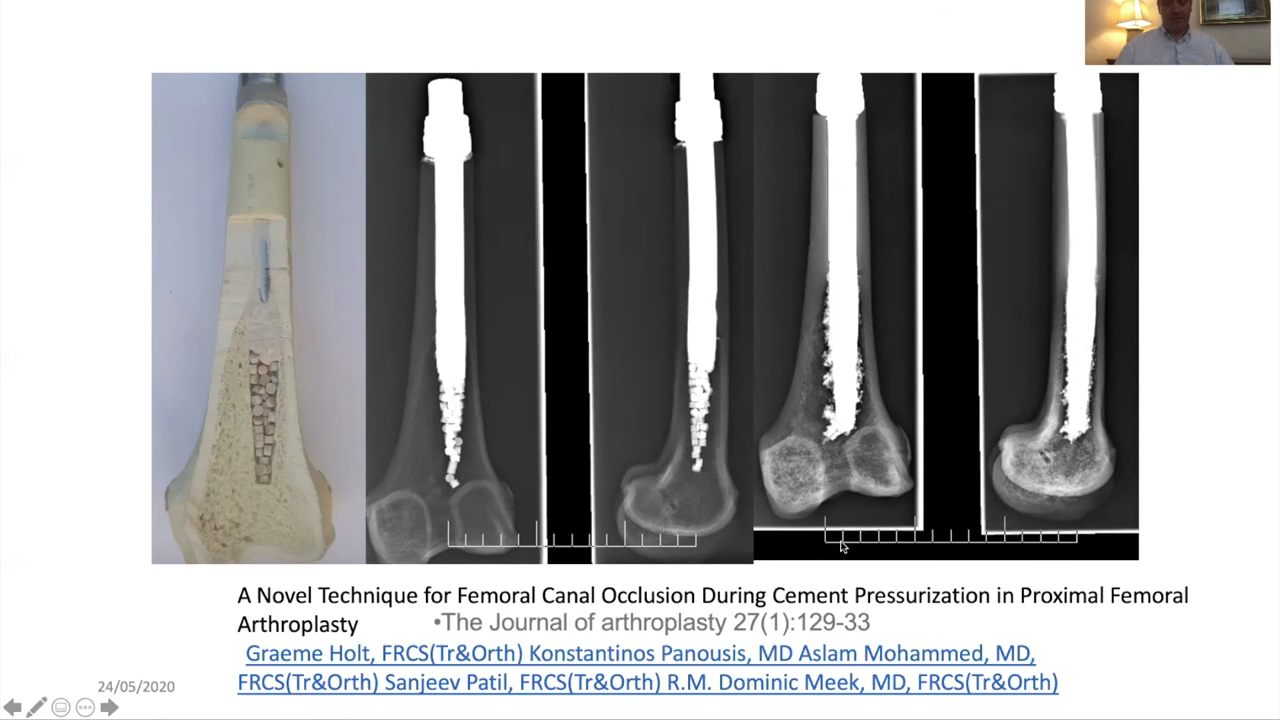 A Novel Technique for Femoral Canal Occlusion During Cement Pressurization in Proximal Femoral
Arthroplasty
•The Journal of arthroplasty 27(1):129-33
Graeme Holt, FRCS(Tr&Orth) Konstantinos Panousis, MD Aslam Mohammed, MD,
FRCS(Tr&Orth) Sanjeev Patil, FRCS(Tr&Orth) R.M. Dominic Meek, MD, FRCS(Tr&Orth)
24/05/2020